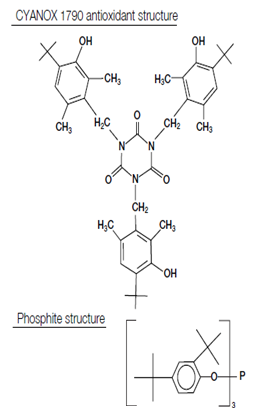 CYANOX 1790 antioxidant structure
OH OH
CH₃ H₃C
CH₃ H₂C O CH₂ CH₃
N N
O N O
CH₂
H₃C CH₃
OH
Phosphite structure
O P
3